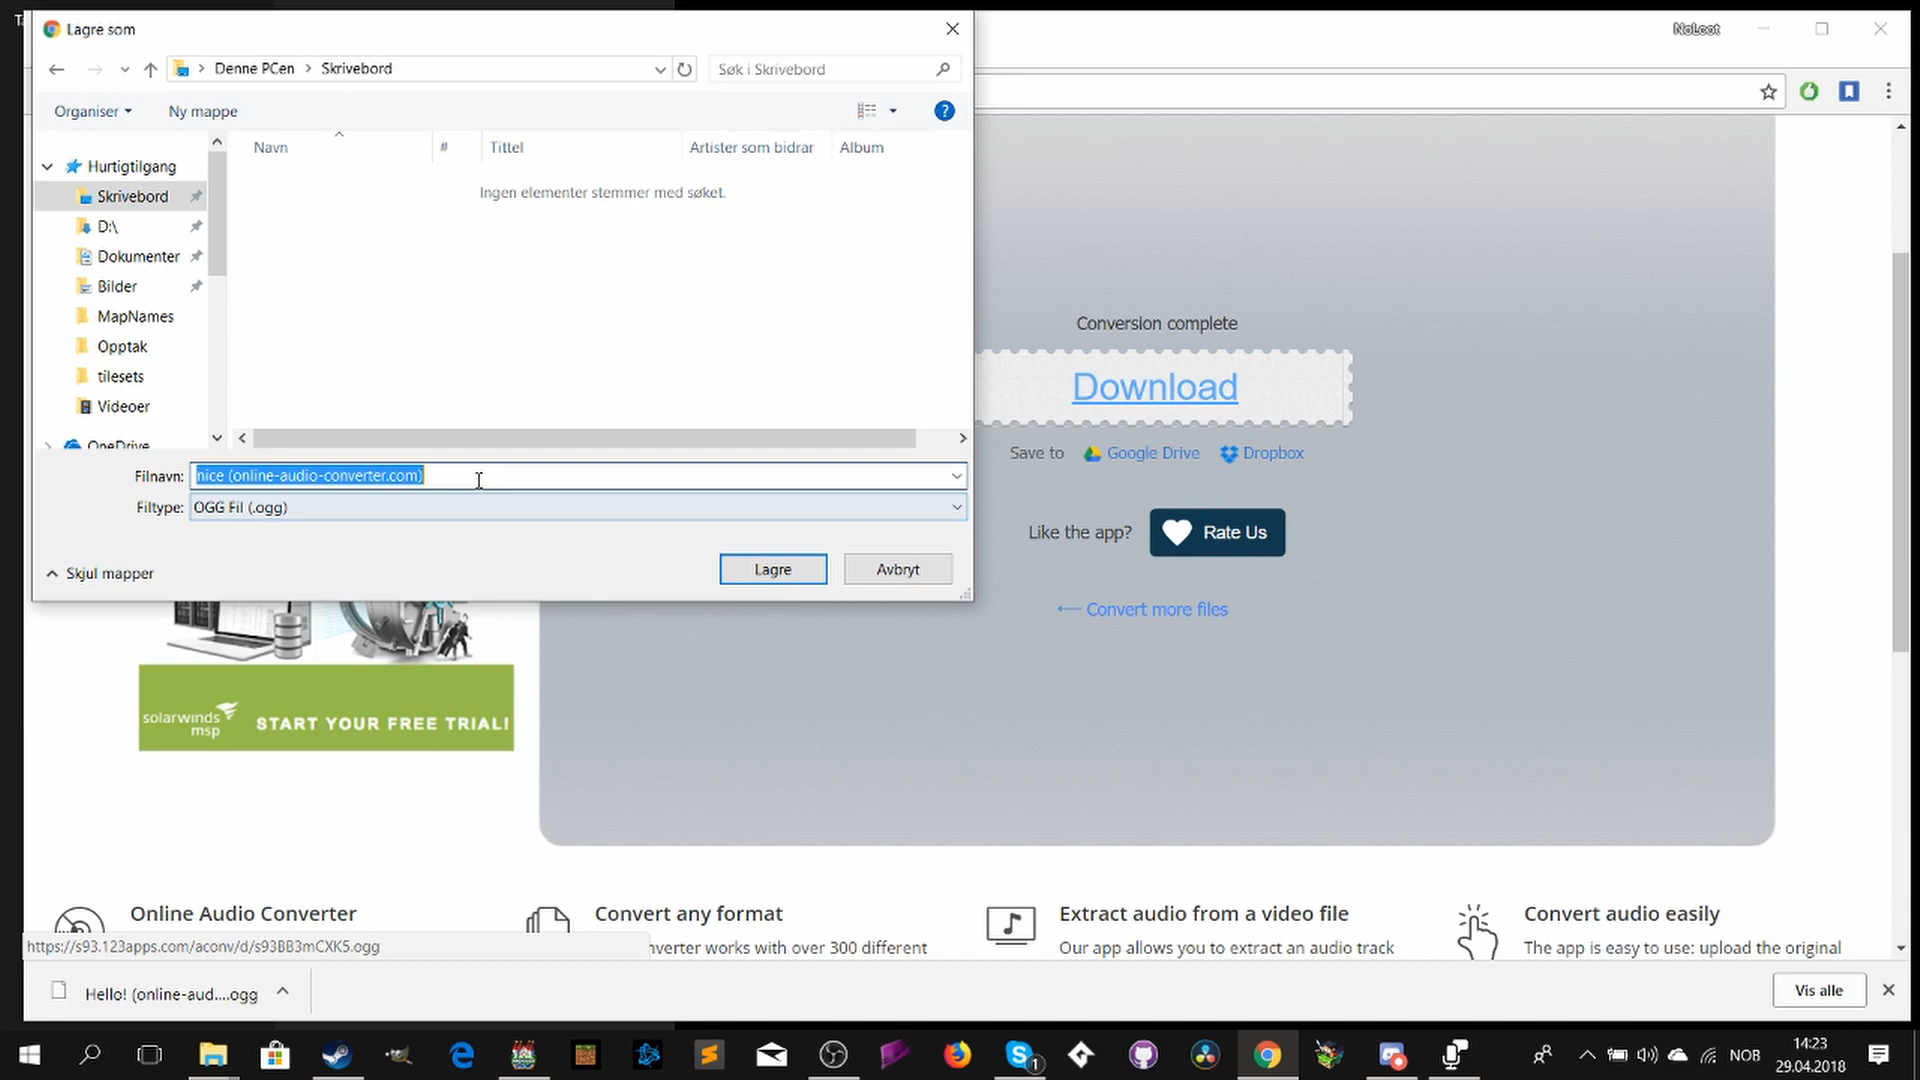 Lagre som
NoLoot
Denne PCen > Skrivebord
Søk i Skrivebord
Organiser
Ny mappe
Navn
#
Tittel
Artister som bidrar
Album
Ingen elementer stemmer med søket.
Hurtigtilgang
Skrivebord
D:\
Dokumenter
Bilder
MapNames
Opptak
tilesets
Videoer
OneDrive
Filnavn: nice (online-audio-converter.com)
Filtype: OGG Fil (.ogg)
Skjul mapper
Lagre
Avbryt
Conversion complete
Download
Save to Google Drive Dropbox
Like the app? Rate Us
← Convert more files
solarwinds
msp
START YOUR FREE TRIAL!
Online Audio Converter
Convert any format
Extract audio from a video file
Convert audio easily
https://s93.123apps.com/aconv/d/s93BB3mCXK5.ogg
nverter works with over 300 different
Our app allows you to extract an audio track
The app is easy to use: upload the original
Hello! (online-aud....ogg
Vis alle
1
NOB
14:23
29.04.2018